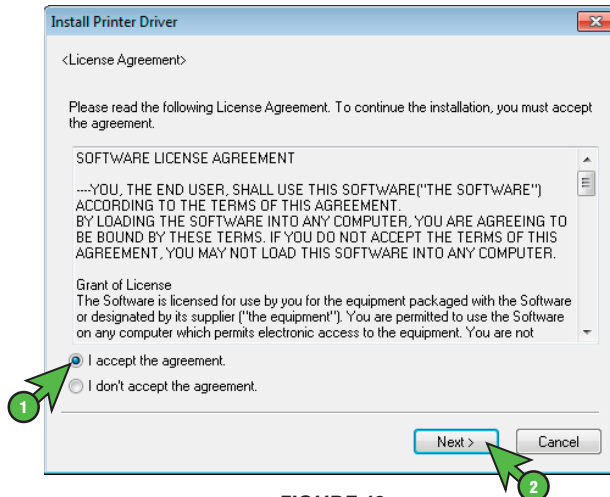 Install Printer Driver
<License Agreement>
Please read the following License Agreement. To continue the installation, you must accept
the agreement.
SOFTWARE LICENSE AGREEMENT
----YOU, THE END USER, SHALL USE THIS SOFTWARE("THE SOFTWARE")
ACCORDING TO THE TERMS OF THIS AGREEMENT.
BY LOADING THE SOFTWARE INTO ANY COMPUTER, YOU ARE AGREEING TO
BE BOUND BY THESE TERMS. IF YOU DO NOT ACCEPT THE TERMS OF THIS
AGREEMENT, YOU MAY NOT LOAD THIS SOFTWARE INTO ANY COMPUTER.
Grant of License
The Software is licensed for use by you for the equipment packaged with the Software
or designated by its supplier ("the equipment"). You are permitted to use the Software
on any computer which permits electronic access to the equipment. You are not
I accept the agreement.
1
I don't accept the agreement.
Next >
Cancel
2